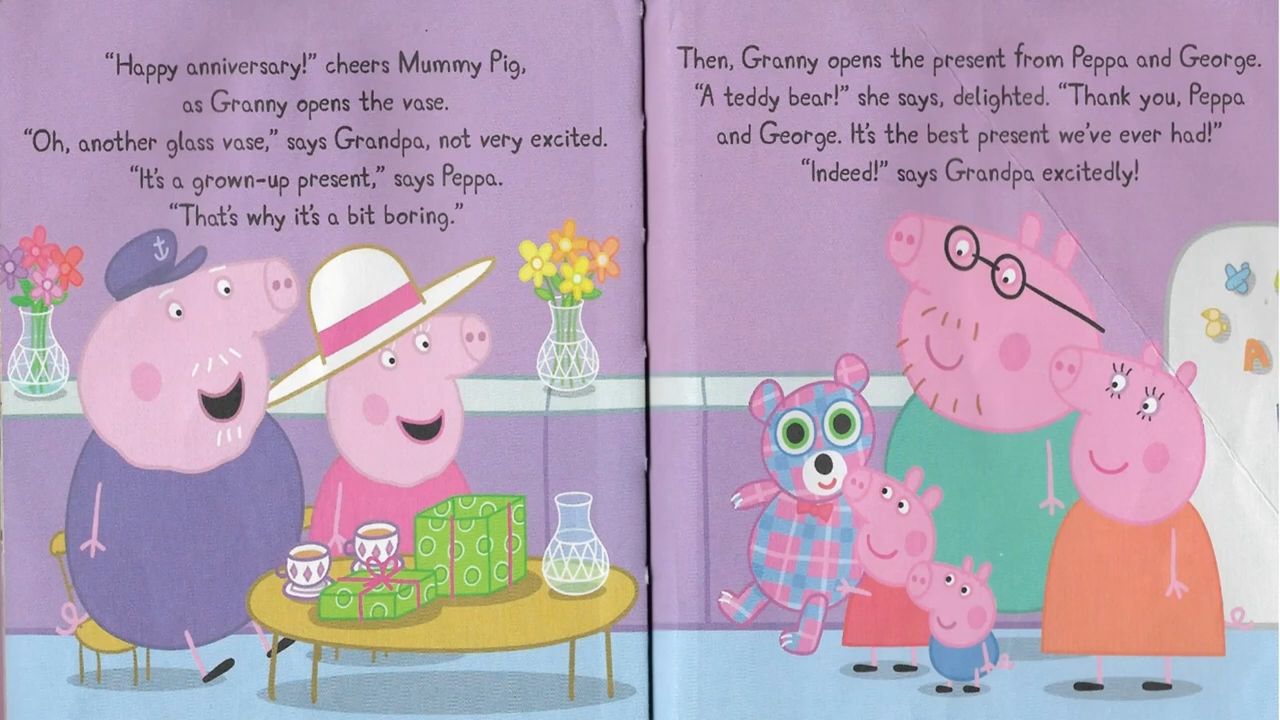 “Happy anniversary!” cheers Mummy Pig,
as Granny opens the vase.
“Oh, another glass vase,” says Grandpa, not very excited.
“It's a grown-up present,” says Peppa.
“That's why it's a bit boring.”
Then, Granny opens the present from Peppa and George.
“A teddy bear!” she says, delighted. “Thank you, Peppa
and George. It's the best present we've ever had!”
“Indeed!” says Grandpa excitedly!
A